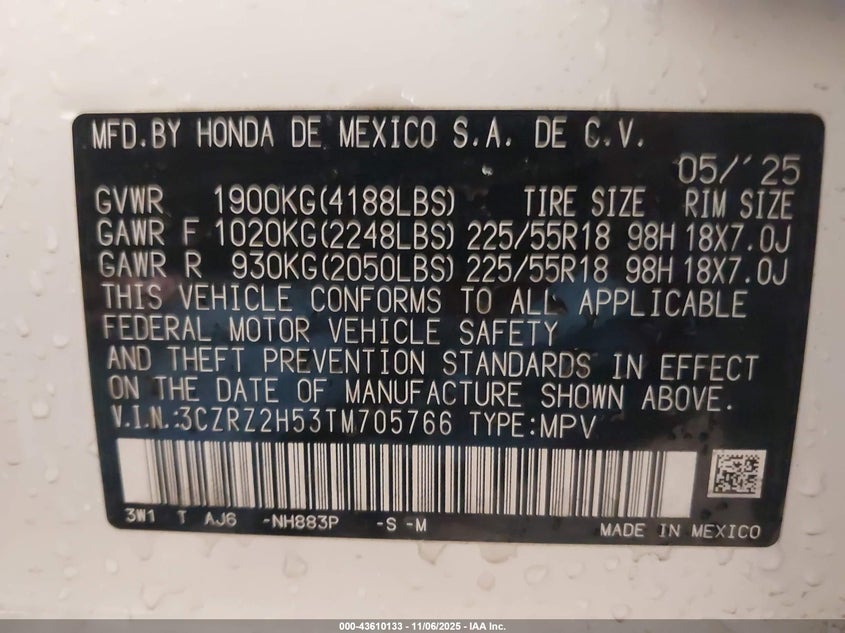 MFD.BY HONDA DE MEXICO S.A. DE C.V.
05/'25
GVWR 1900KG(4188LBS) TIRE SIZE RIM SIZE
GAWR F 1020KG(2248LBS) 225/55R18 98H 18X7.0J
GAWR R 930KG(2050LBS) 225/55R18 98H 18X7.0J
THIS VEHICLE CONFORMS TO ALL APPLICABLE
FEDERAL MOTOR VEHICLE SAFETY
AND THEFT PREVENTION STANDARDS IN EFFECT
ON THE DATE OF MANUFACTURE SHOWN ABOVE.
V.I.N.:3CZRZ2H53TM705766 TYPE:MPV
3W1 T AJ6 -NH883P -S -M
MADE IN MEXICO
000-43610133 - 11/06/2025 - IAA Inc.